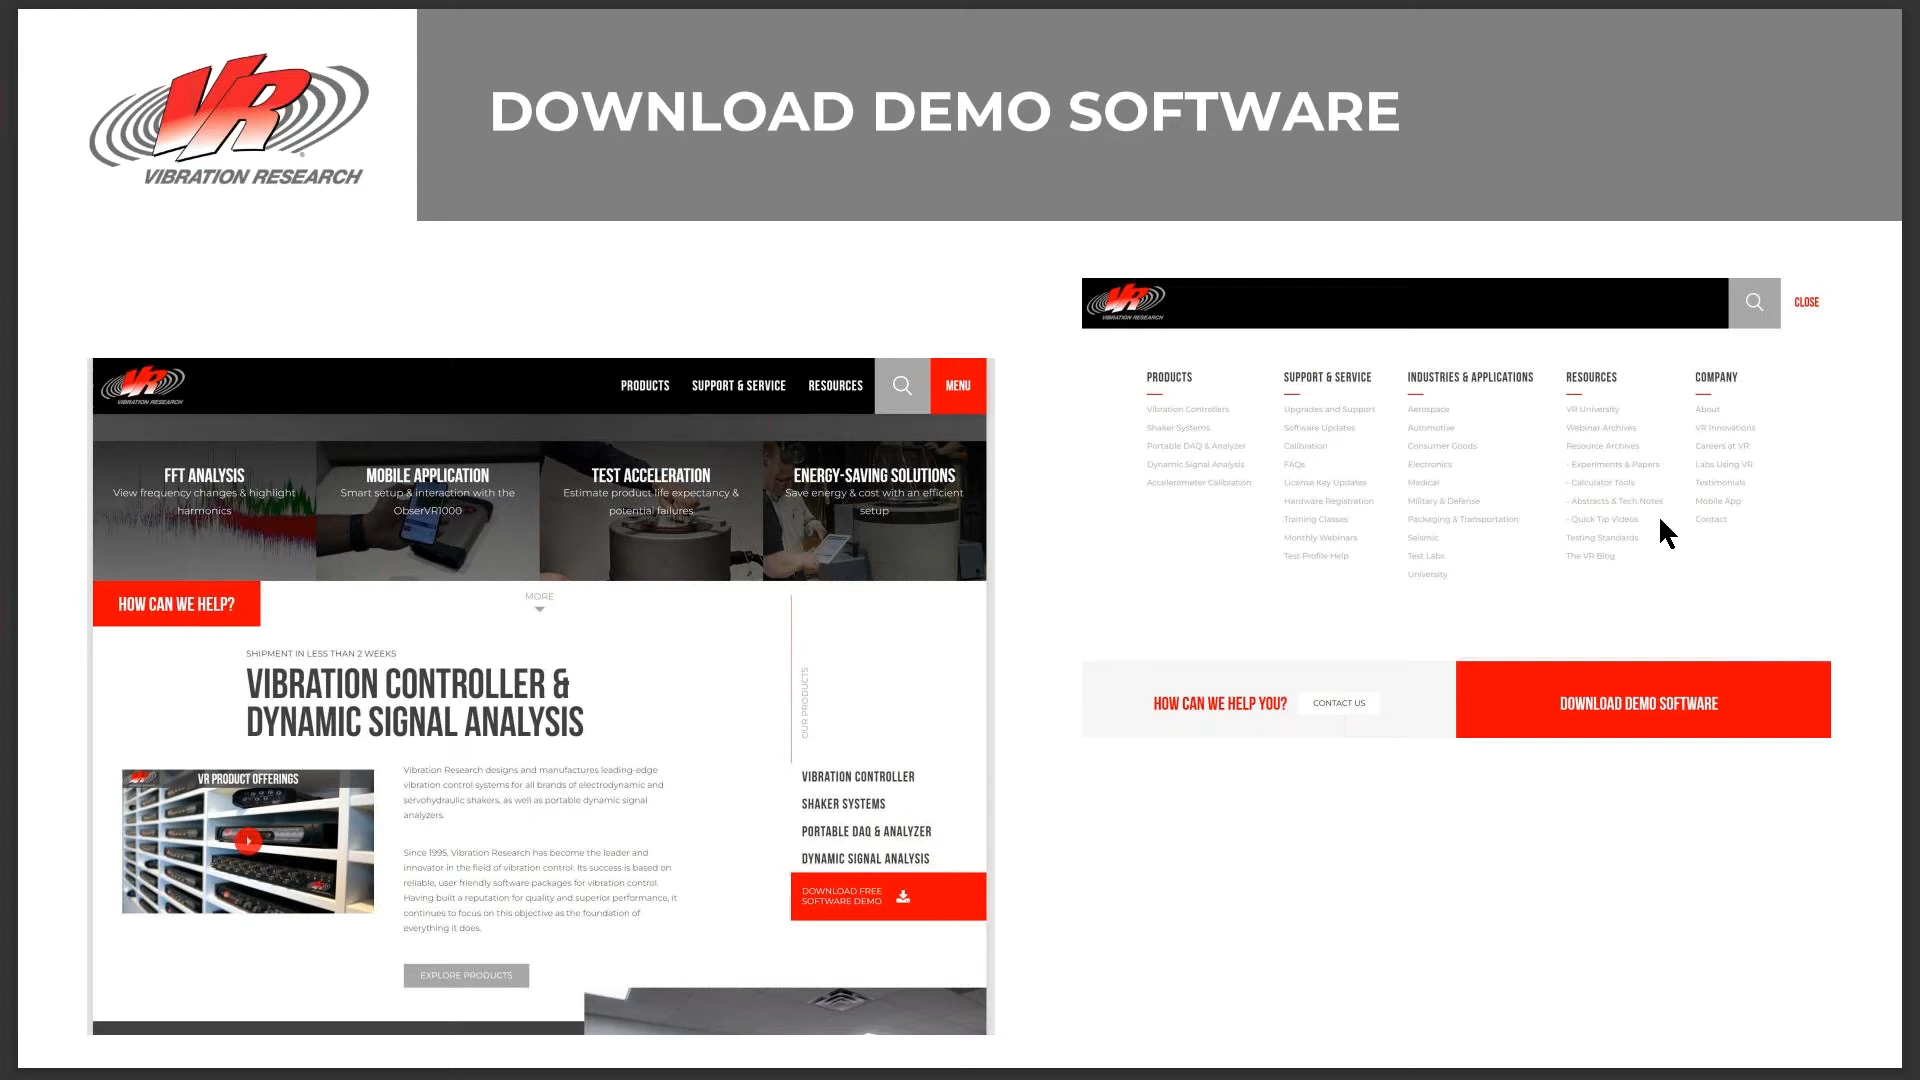 VR
VIBRATION RESEARCH
DOWNLOAD DEMO SOFTWARE
VR
VIBRATION RESEARCH
PRODUCTS
SUPPORT & SERVICE
RESOURCES
MENU
FFT ANALYSIS
View frequency changes & highlight
harmonics
MOBILE APPLICATION
Smart setup & interaction with the
ObserVR1000
TEST ACCELERATION
Estimate product life expectancy &
potential failures
ENERGY-SAVING SOLUTIONS
Save energy & cost with an efficient
setup
HOW CAN WE HELP?
MORE
SHIPMENT IN LESS THAN 2 WEEKS
VIBRATION CONTROLLER &
DYNAMIC SIGNAL ANALYSIS
VR PRODUCT OFFERINGS
Vibration Research designs and manufactures leading-edge
vibration control systems for all brands of electrodynamic and
servohydraulic shakers, as well as portable dynamic signal
analyzers.
Since 1995, Vibration Research has become the leader and
innovator in the field of vibration control. Its success is based on
reliable, user friendly software packages for vibration control.
Having built a reputation for quality and superior performance, it
continues to focus on this objective as the foundation of
everything it does.
EXPLORE PRODUCTS
OUR PRODUCTS
VIBRATION CONTROLLER
SHAKER SYSTEMS
PORTABLE DAQ & ANALYZER
DYNAMIC SIGNAL ANALYSIS
DOWNLOAD FREE
SOFTWARE DEMO
VR
VIBRATION RESEARCH
CLOSE
PRODUCTS
Vibration Controllers
Shaker Systems
Portable DAQ & Analyzer
Dynamic Signal Analysis
Accelerometer Calibration
SUPPORT & SERVICE
Upgrades and Support
Software Updates
Calibration
FAQs
License Key Updates
Hardware Registration
Training Classes
Monthly Webinars
Test Profile Help
INDUSTRIES & APPLICATIONS
Aerospace
Automotive
Consumer Goods
Electronics
Medical
Military & Defense
Packaging & Transportation
Seismic
Test Labs
University
RESOURCES
VR University
Webinar Archives
Resource Archives
- Experiments & Papers
- Calcurator Tools
- Abstracts & Tech Notes
- Quick Tip Videos
Testing Standards
The VR Blog
COMPANY
About
VR Innovations
Careers at VR
Labs Using VR
Testimonials
Mobile App
Contact
HOW CAN WE HELP YOU?
CONTACT US
DOWNLOAD DEMO SOFTWARE